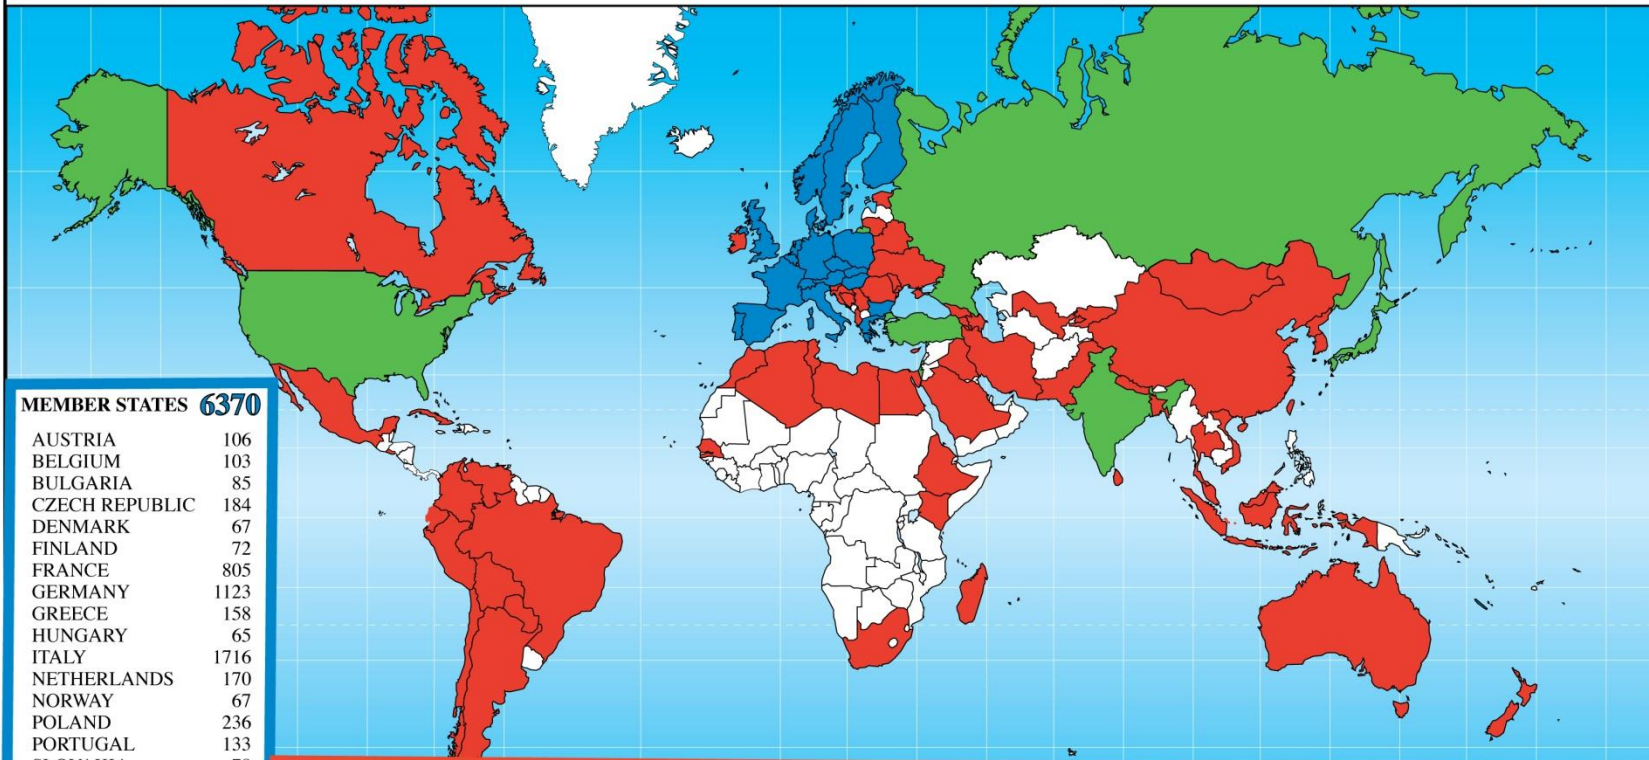 MEMBER STATES 6370
AUSTRIA 106
BELGIUM 103
BULGARIA 85
CZECH REPUBLIC 184
DENMARK 67
FINLAND 72
FRANCE 805
GERMANY 1123
GREECE 158
HUNGARY 65
ITALY 1716
NETHERLANDS 170
NORWAY 67
POLAND 236
PORTUGAL 133